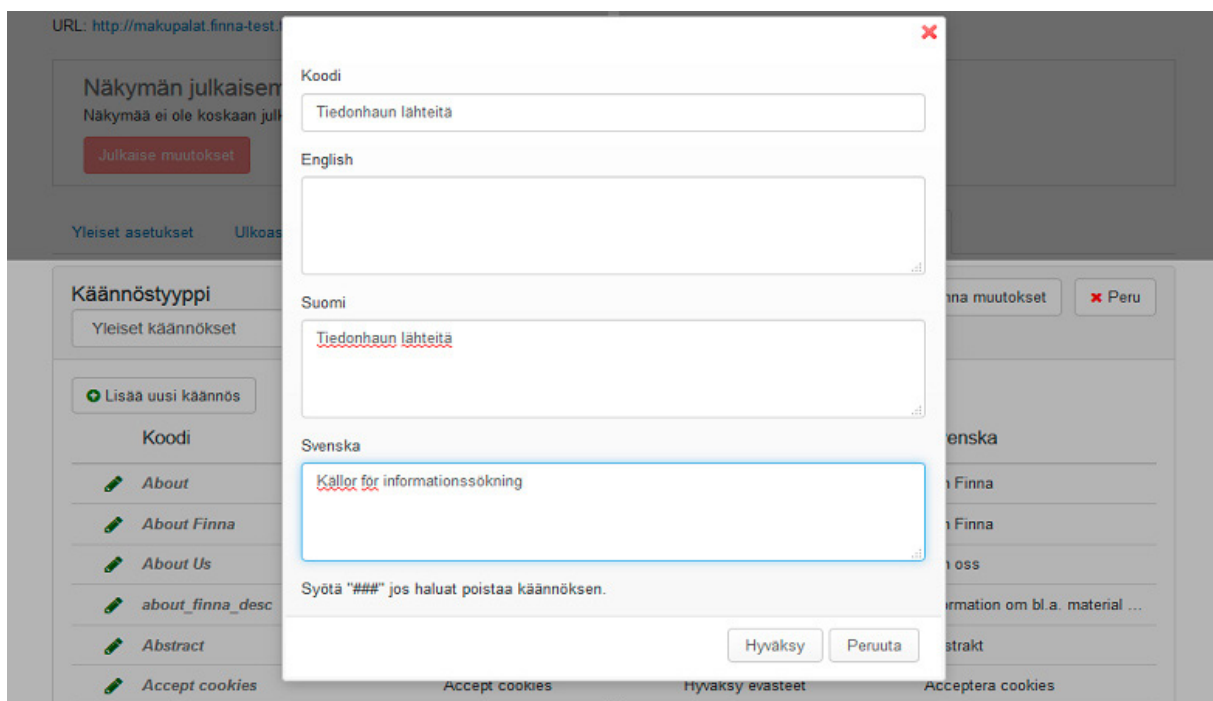 URL: http://makupalat.finna-test.
Näkymän julkaisem
Näkymää ei ole koskaan julk
Julkaise muutokset
Yleiset asetukset Ulkoas
Koodi
Tiedonhaun lähteitä
English
Suomi
Tiedonhaun lähteitä
Svenska
Källor för informationssökning
Syötä "###" jos haluat poistaa käännöksen.
Hyväksy Peruuta
Käännöstyyppi
nna muutokset Peru
Yleiset käännökset
Lisää uusi käännös
Koodi enska
About n Finna
About Finna n Finna
About Us n oss
about_finna_desc ormation om bl.a. material ...
Abstract strakt
Accept cookies Accept cookies Hyväksy evästeet Acceptera cookies